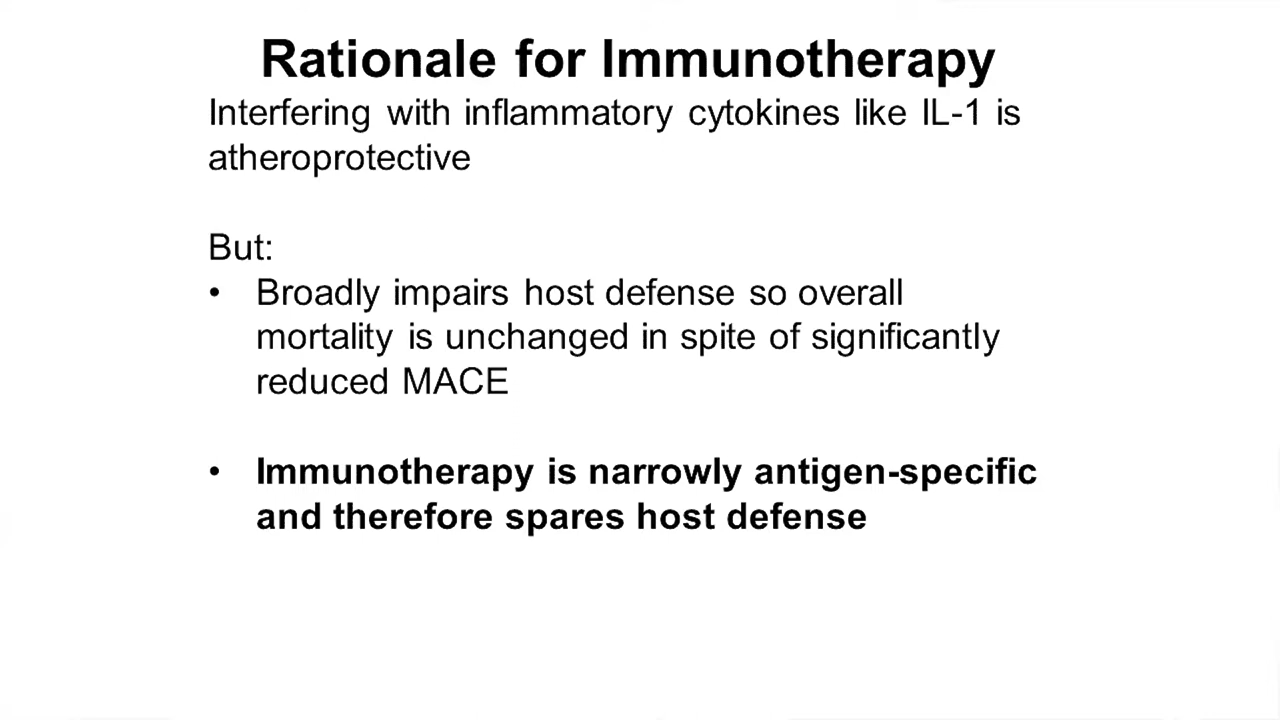 Rationale for Immunotherapy
Interfering with inflammatory cytokines like IL-1 is
atheroprotective
But:
• Broadly impairs host defense so overall
mortality is unchanged in spite of significantly
reduced MACE
• Immunotherapy is narrowly antigen-specific
and therefore spares host defense